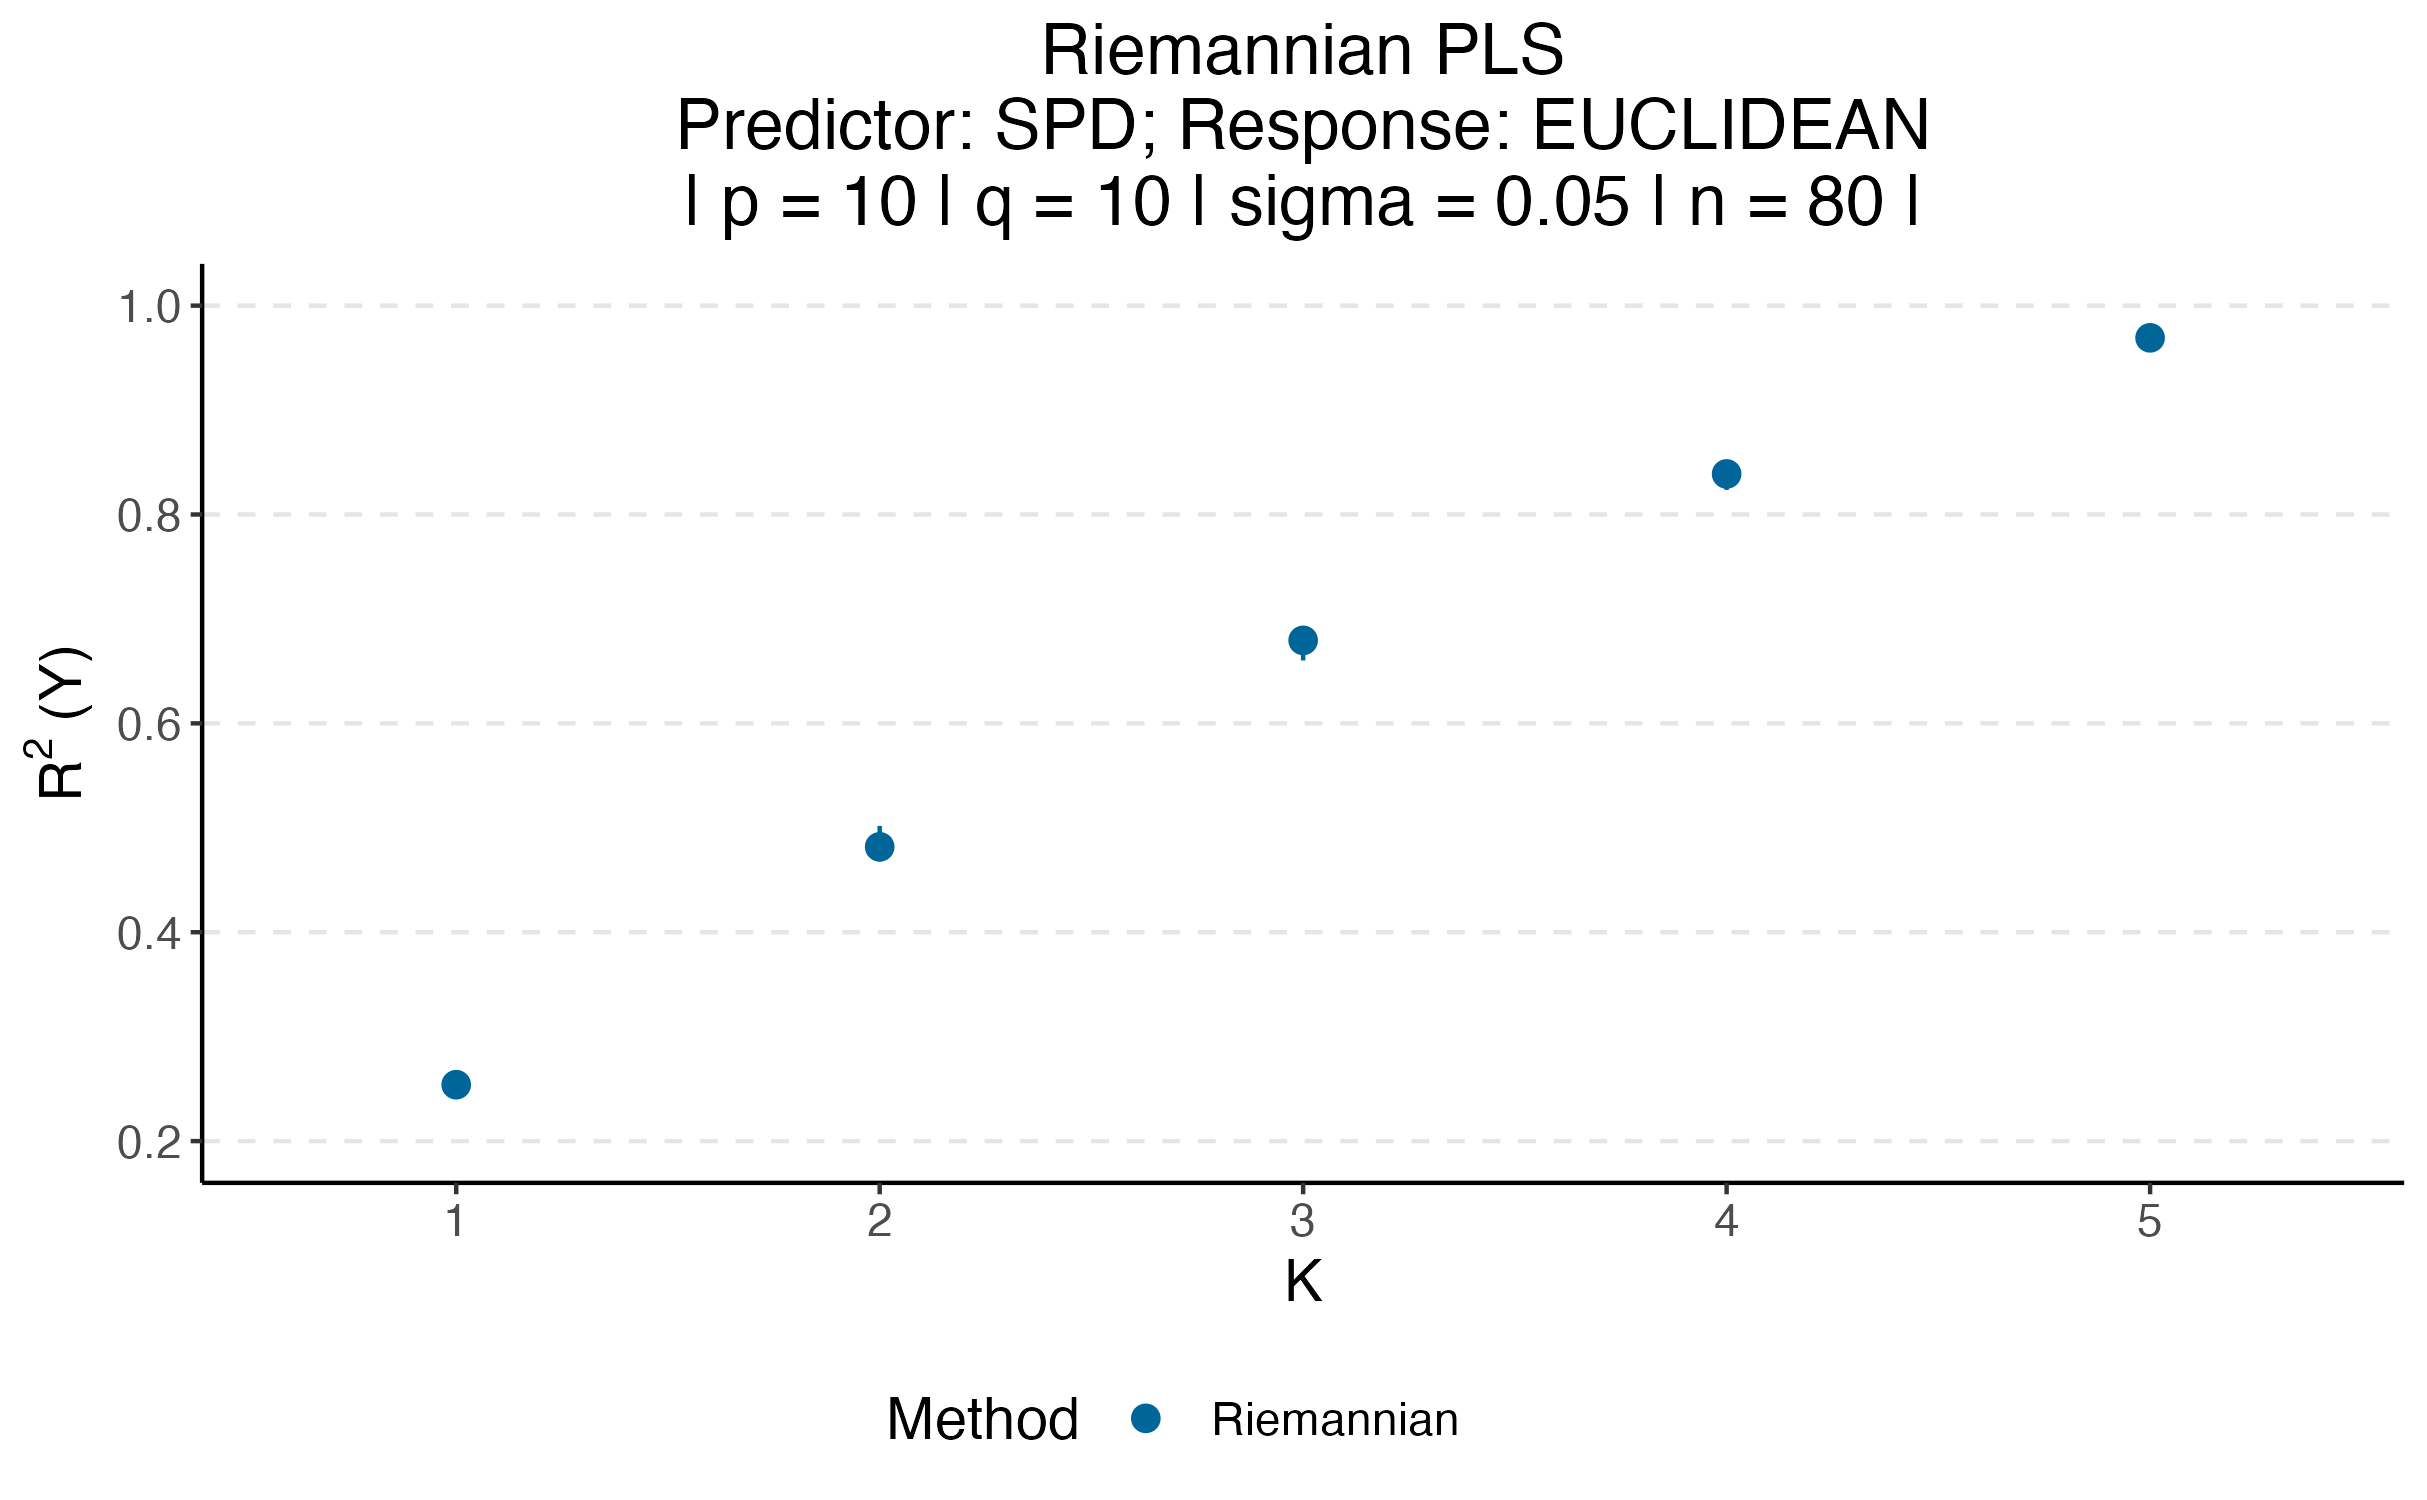 Riemannian PLS
Predictor: SPD; Response: EUCLIDEAN
| p = 10 | q = 10 | sigma = 0.05 | n = 80 |
R² (Y)
1.0
0.8
0.6
0.4
0.2
1 2 3 4 5
K
Method Riemannian